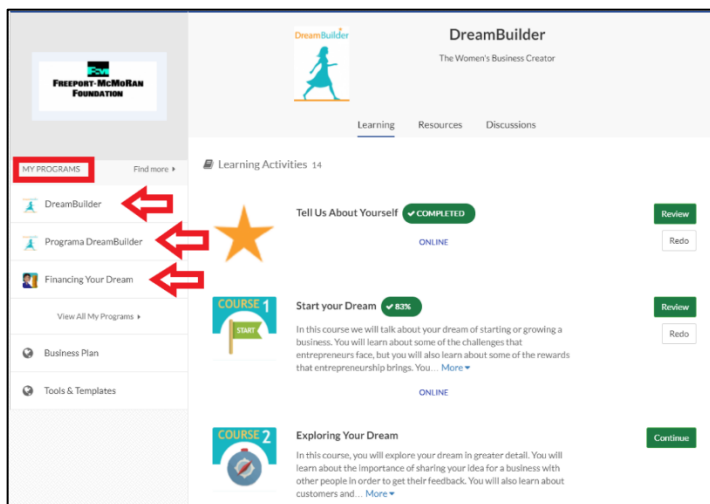 FCX
FREEPORT-MCMORAN
FOUNDATION
MY PROGRAMS
Find more
DreamBuilder
Programa DreamBuilder
Financing Your Dream
View All My Programs
Business Plan
Tools & Templates
DreamBuilder
DreamBuilder
The Women's Business Creator
Learning Resources Discussions
Learning Activities 14
Tell Us About Yourself COMPLETED
Review
ONLINE
Redo
COURSE 1
START
Start your Dream 83%
Review
In this course we will talk about your dream of starting or growing a
Redo
business. You will learn about some of the challenges that
entrepreneurs face, but you will also learn about some of the rewards
that entrepreneurship brings. You... More
ONLINE
COURSE 2
Exploring Your Dream
Continue
In this course, you will explore your dream in greater detail. You will
learn about the importance of sharing your idea for a business with
other people in order to get their feedback. You will also learn about
customers and... More